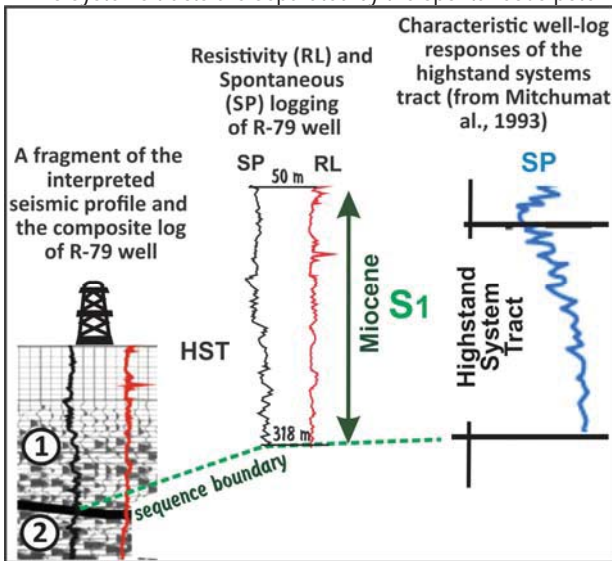 Resistivity (RL) and
Spontaneous
(SP) logging
of R-79 well
Characteristic well-log
responses of the
highstand systems
tract (from Mitchumat
al., 1993)
A fragment of the
interpreted
seismic profile and
the composite log
of R-79 well
SP RL
50 m
SP
HST
Miocene
S1
Highstand
System
Tract
318 m
sequence boundary
1
2